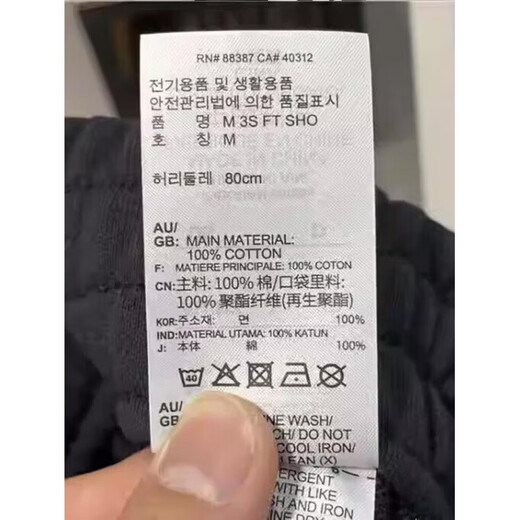 RN# 88387 CA# 40312
전기용품 및 생활용품
안전관리법에 의한 품질표시
품 명 M 3S FT SHO
호 칭 M
허리둘레 80cm
AU/
GB: MAIN MATERIAL:
100% COTTON
F: MATIERE PRINCIPALE: 100% COTON
CN: 主料: 100% 棉/口袋里料:
100% 聚酯纤维(再生聚酯)
KOR: 주소재: 면 100%
IND: MATERIAL UTAMA: 100% KATUN
J: 本体 綿 100%
40
AU/
GB
INE WASH/
CH/ DO NOT
COOL IRON/
LEAN (X)
ERGENT
WITH LIKE
SH AND IRON